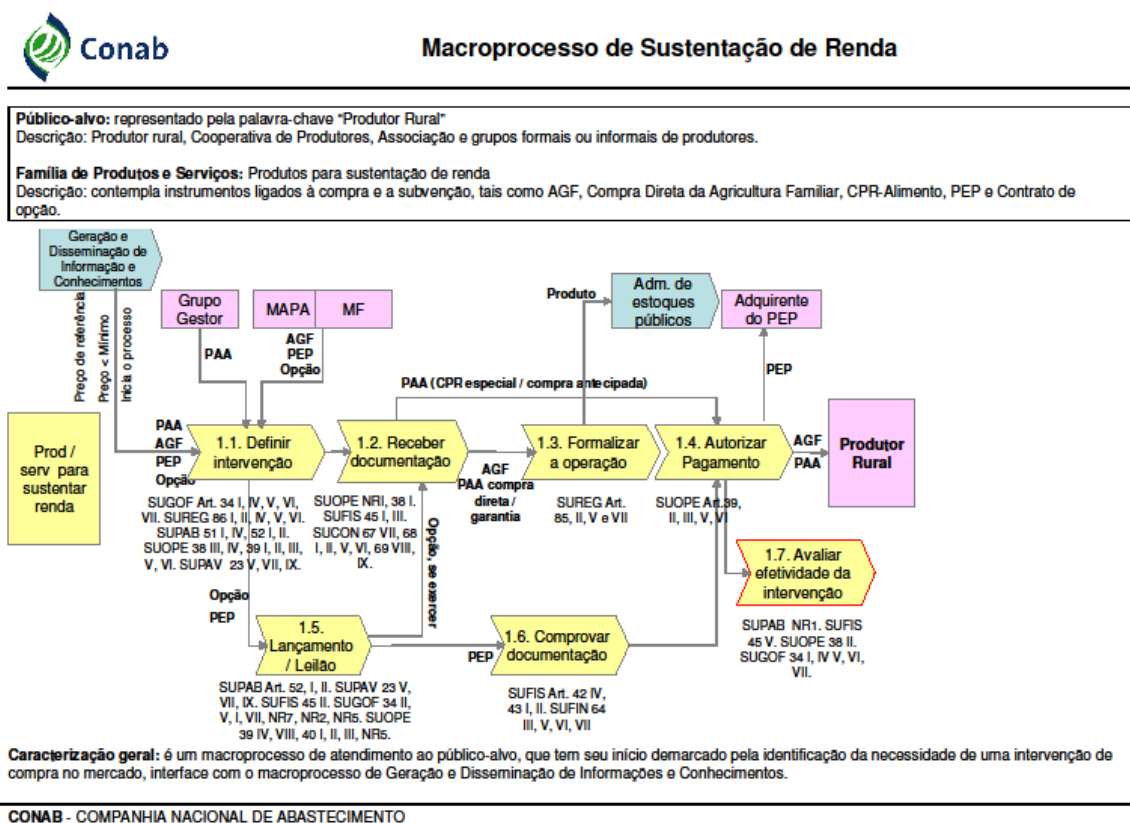 Conab
Macroprocesso de Sustentação de Renda
Público-alvo: representado pela palavra-chave “Produtor Rural”
Descrição: Produtor rural, Cooperativa de Produtores, Associação e grupos formais ou informais de produtores.
Família de Produtos e Serviços: Produtos para sustentação de renda
Descrição: contempla instrumentos ligados à compra e a subvenção, tais como AGF, Compra Direta da Agricultura Familiar, CPR-Alimento, PEP e Contrato de
opção.
Geração e
Disseminação de
Informação e
Conhecimentos
Preço de referência
Preço < Mínimo
Inicia o processo
Grupo
Gestor
MAPA
MF
PAA
AGF
PEP
Opção
Produto
Adm. de
estoques
públicos
Adquirente
do PEP
PEP
PAA (CPR especial / compra antecipada)
Prod /
serv para
sustentar
renda
PAA
AGF
PEP
Opção
1.1. Definir
intervenção
1.2. Receber
documentação
AGF
PAA compra
direta /
garantia
1.3. Formalizar
a operação
1.4. Autorizar
Pagamento
AGF
PAA
Produtor
Rural
SUGOF Art. 34 I, IV, V, VI,
VII. SUREG 86 I, II, IV, V, VI.
SUPAB 51 I, IV, 52 I, II.
SUOPE 38 III, IV, 39 I, II, III,
V, VI. SUPAV 23 V, VII, IX.
SUOPE NRI, 38 I.
SUFIS 45 I, III.
SUCON 67 VII, 68
I, II, V, VI, 69 VIII,
IX.
Opção, se exercer
SUREG Art.
85, II, V e VII
SUOPE Art.39,
II, III, V, VI
1.7. Avaliar
efetividade da
intervenção
SUPAB NR1. SUFIS
45 V. SUOPE 38 II.
SUGOF 34 I, IV V, VI,
VII.
Opção
PEP
1.5.
Lançamento
/ Leilão
PEP
1.6. Comprovar
documentação
SUPAB Art. 52, I, II. SUPAV 23 V,
VII, IX. SUFIS 45 II. SUGOF 34 II,
V, I, VII, NR7, NR2, NR5. SUOPE
39 IV, VIII, 40 I, II, III, NR5.
SUFIS Art. 42 IV,
43 I, II. SUFIN 64
III, V, VI, VII
Caracterização geral: é um macroprocesso de atendimento ao público-alvo, que tem seu início demarcado pela identificação da necessidade de uma intervenção de
compra no mercado, interface com o macroprocesso de Geração e Disseminação de Informações e Conhecimentos.
CONAB - COMPANHIA NACIONAL DE ABASTECIMENTO